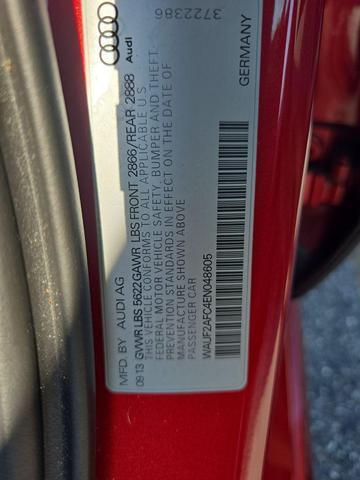 MFD. BY AUDI AG
09-13 GVWR LBS 5622 GAWR LBS FRONT 2866/REAR 2888
THIS VEHICLE CONFORMS TO ALL APPLICABLE U S
FEDERAL MOTOR VEHICLE SAFETY, BUMPER AND THEFT
PREVENTION STANDARDS IN EFFECT ON THE DATE OF
MANUFACTURE SHOWN ABOVE
PASSENGER CAR
WAUF2AFC4EN048605
GERMANY
Audi
3722386